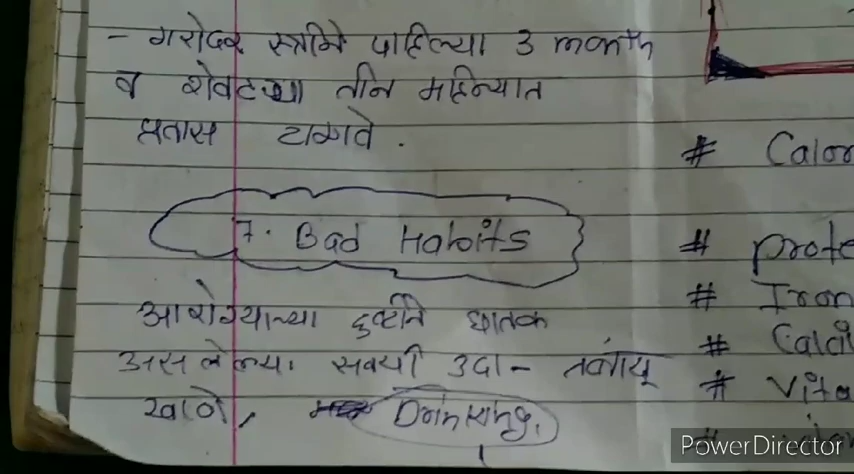 - गरोदर स्त्रीने पहिल्या 3 month
व शेवटच्या तीन महिन्यात
प्रवास टाळावे .
7. Bad Habits
आरोग्याच्या दृष्टीने घातक
असलेल्या सवयी उदा - तंबाखू
खाणे, Drinking.
# Calor
# prote
# Iron
# Calci
# Vita
#
PowerDirector